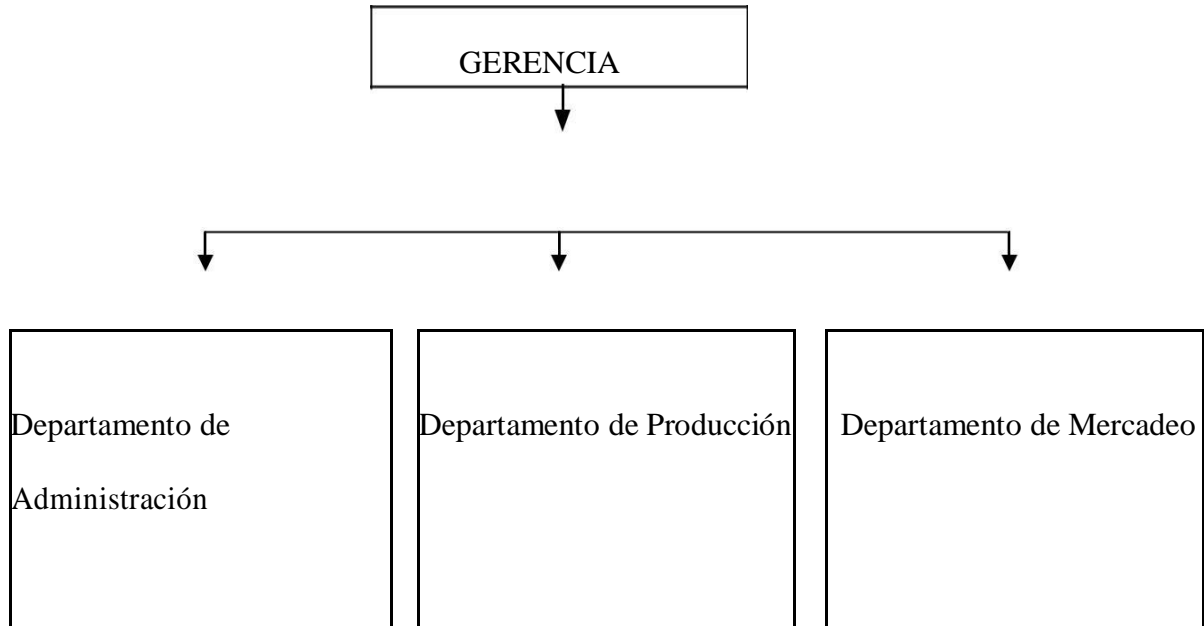 GERENCIA
Departamento de
Administración
Departamento de Producción
Departamento de Mercadeo